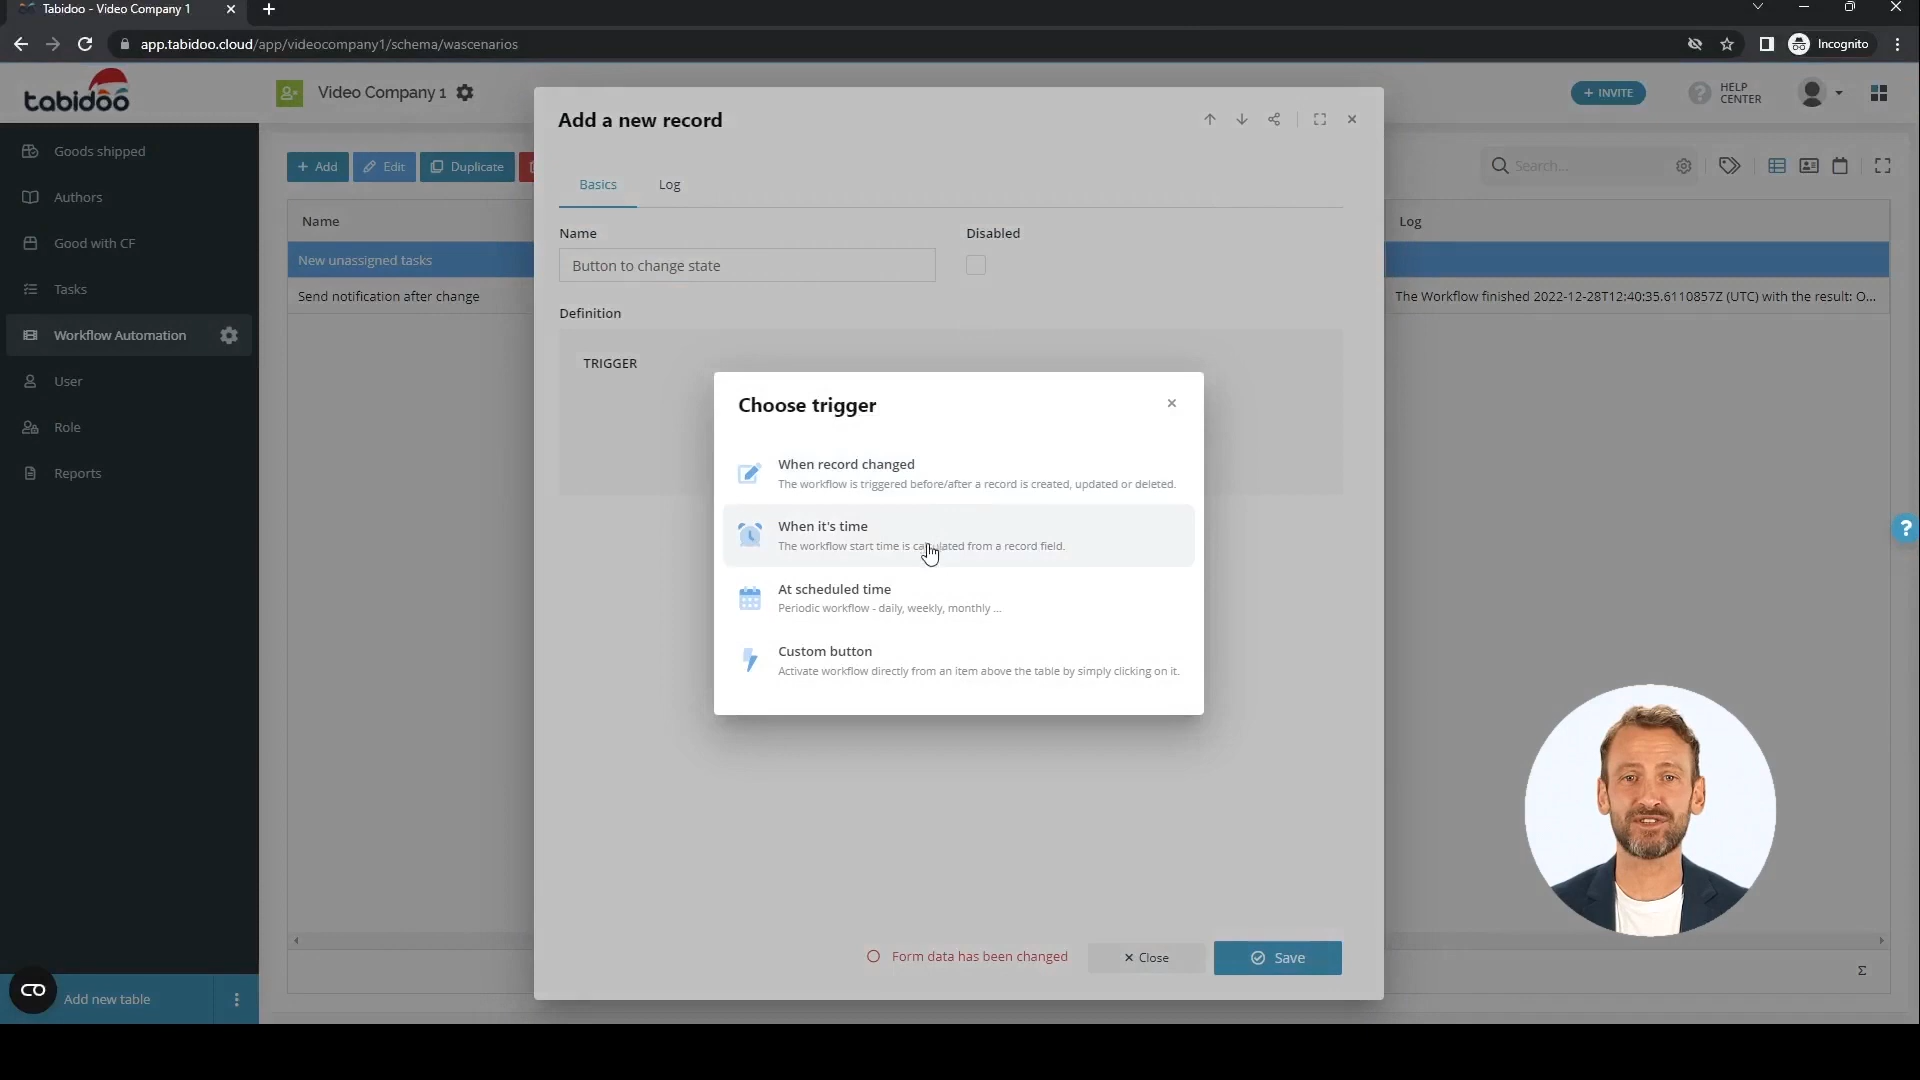 Tabidoo - Video Company 1
app.tabidoo.cloud/app/videocompany1/schema/wascenarios
Incognito
tabidoo
Video Company 1
+ INVITE
HELP CENTER
Goods shipped
Authors
Good with CF
Tasks
Workflow Automation
User
Role
Reports
Add new table
+ Add
Edit
Duplicate
Search...
Name
Log
New unassigned tasks
Send notification after change
The Workflow finished 2022-12-28T12:40:35.6110857Z (UTC) with the result: O...
Σ
Add a new record
Basics
Log
Name
Disabled
Button to change state
Definition
TRIGGER
Choose trigger
When record changed
The workflow is triggered before/after a record is created, updated or deleted.
When it's time
The workflow start time is calculated from a record field.
At scheduled time
Periodic workflow - daily, weekly, monthly ...
Custom button
Activate workflow directly from an item above the table by simply clicking on it.
Form data has been changed
Close
Save
?